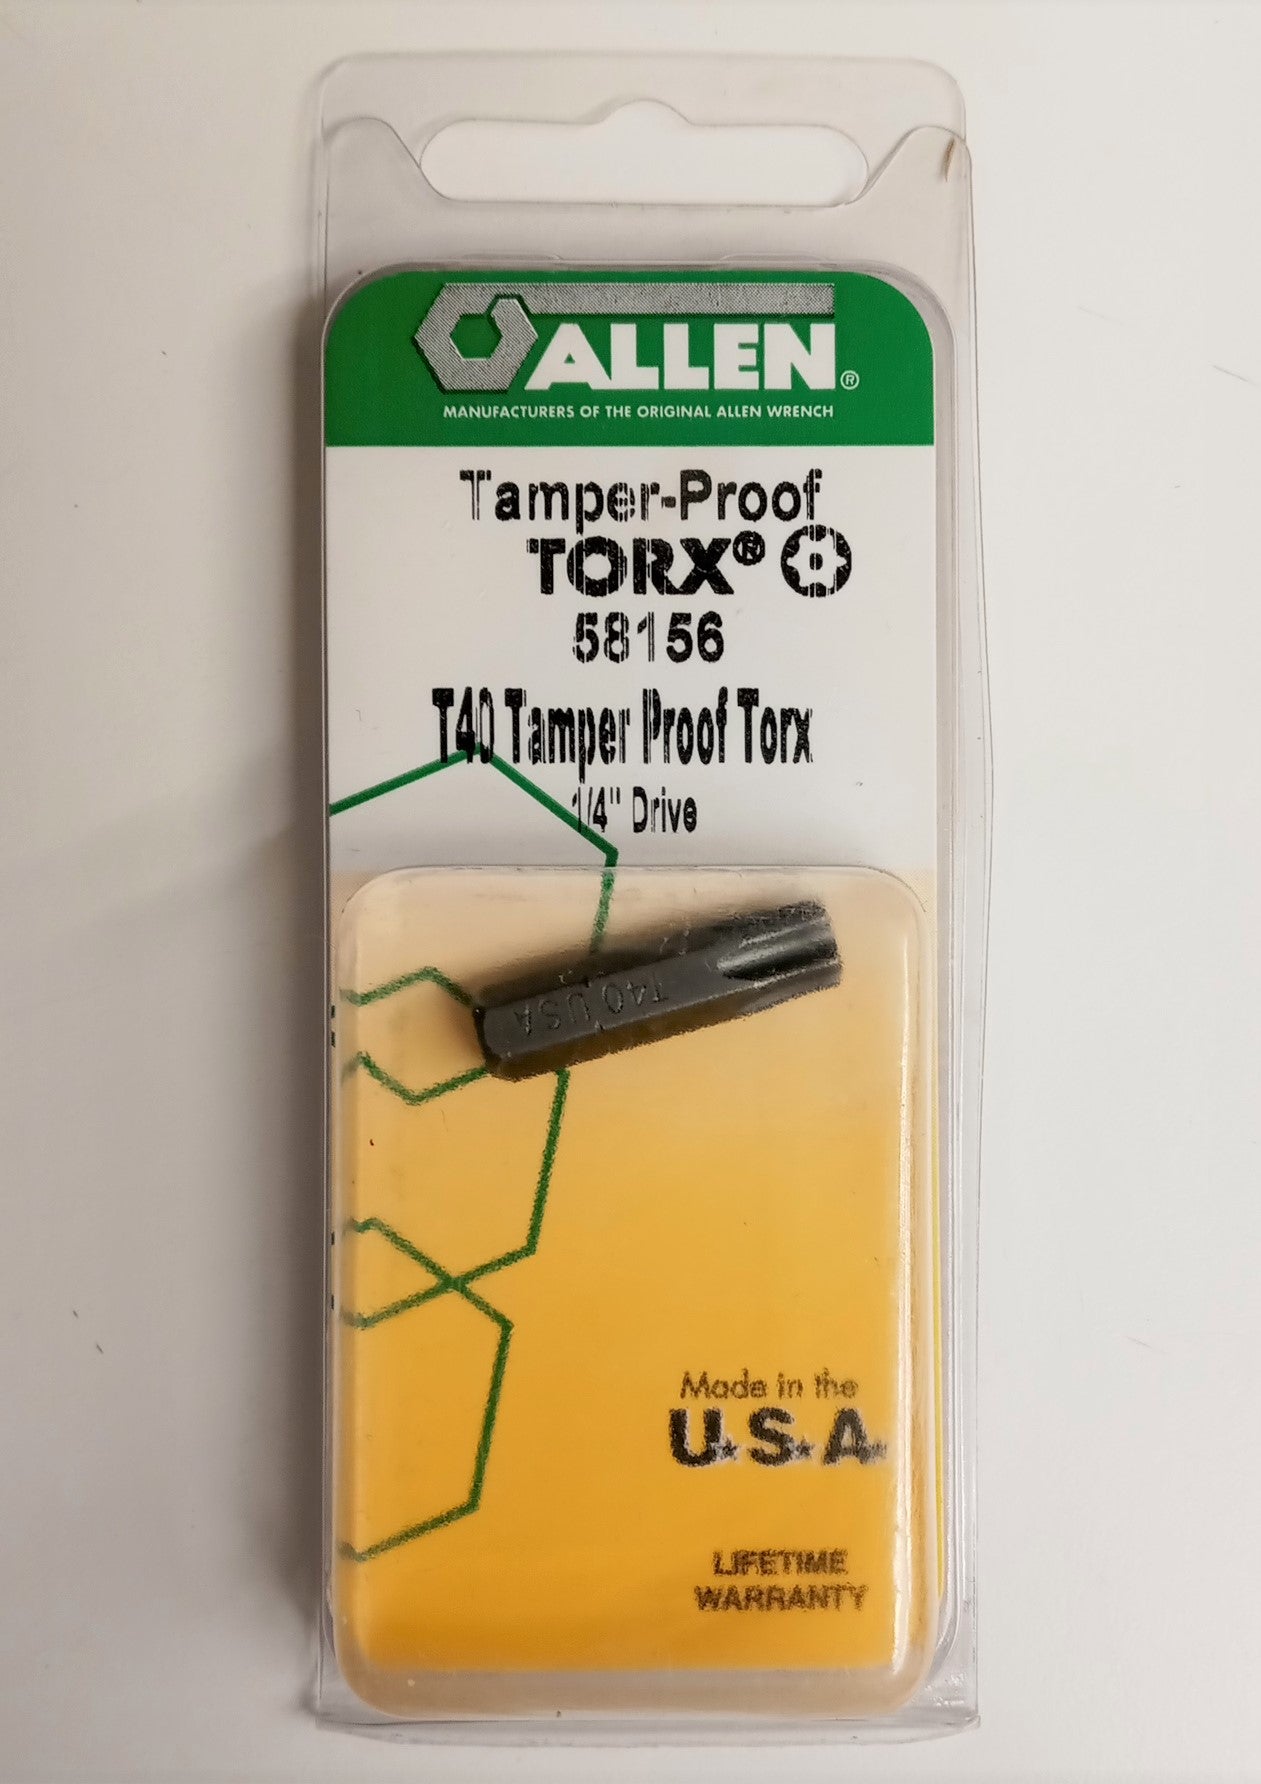 ALLEN®
MANUFACTURERS OF THE ORIGINAL ALLEN WRENCH
Tamper-Proof
TORX®
58156
T40 Tamper Proof Torx
1/4" Drive
T40 USA
Made in the
U.S.A.
LIFETIME
WARRANTY